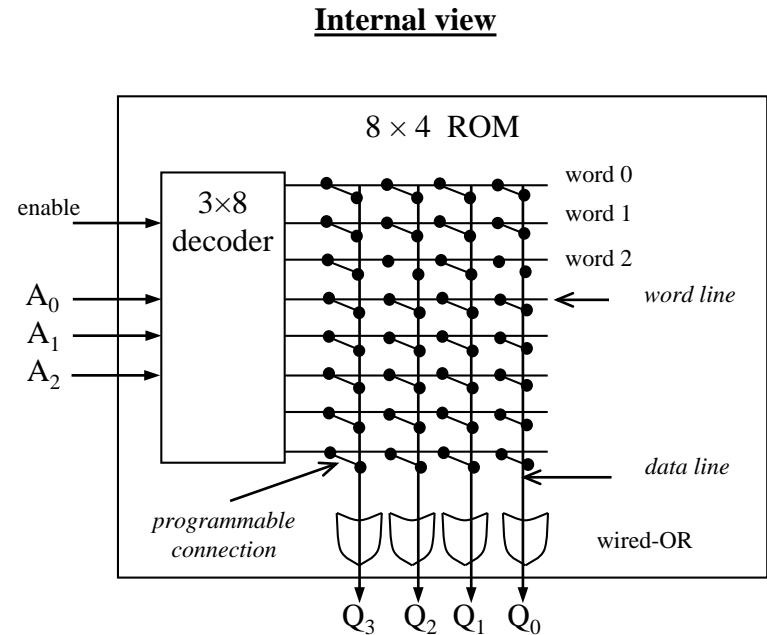 Internal view
8 × 4 ROM
word 0
3×8
decoder
enable
word 1
word 2
A₀
word line
A₁
A₂
data line
programmable
connection
wired-OR
Q₃ Q₂ Q₁ Q₀